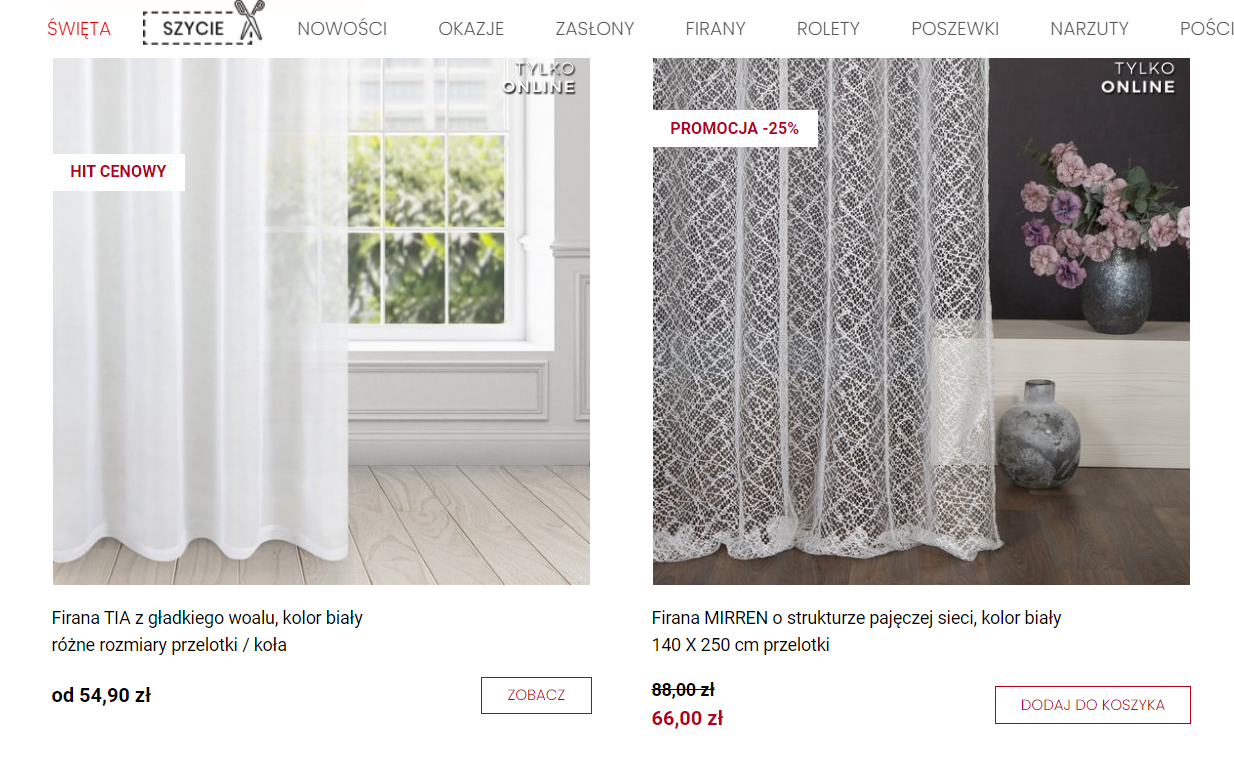 ŚWIĘTA
SZYCIE
NOWOŚCI
OKAZJE
ZASŁONY
FIRANY
ROLETY
POSZEWKI
NARZUTY
POŚCI
TYLKO
ONLINE
HIT CENOWY
TYLKO
ONLINE
PROMOCJA -25%
Firana TIA z gładkiego woalu, kolor biały
różne rozmiary przelotki / koła
od 54,90 zł
ZOBACZ
Firana MIRREN o strukturze pajęczej sieci, kolor biały
140 X 250 cm przelotki
88,00 zł
66,00 zł
DODAJ DO KOSZYKA